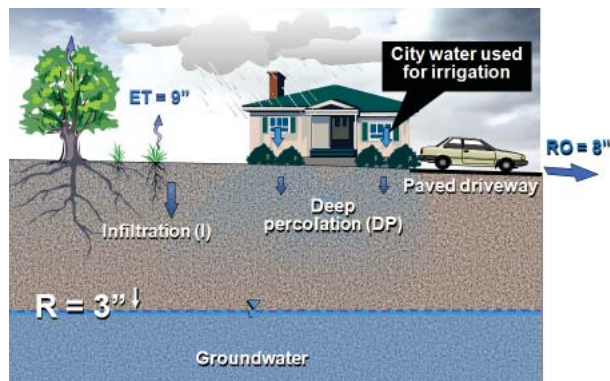 City water used
for irrigation
ET = 9”
RO = 8”
Paved driveway
Infiltration (I)
Deep
percolation (DP)
R = 3”
Groundwater